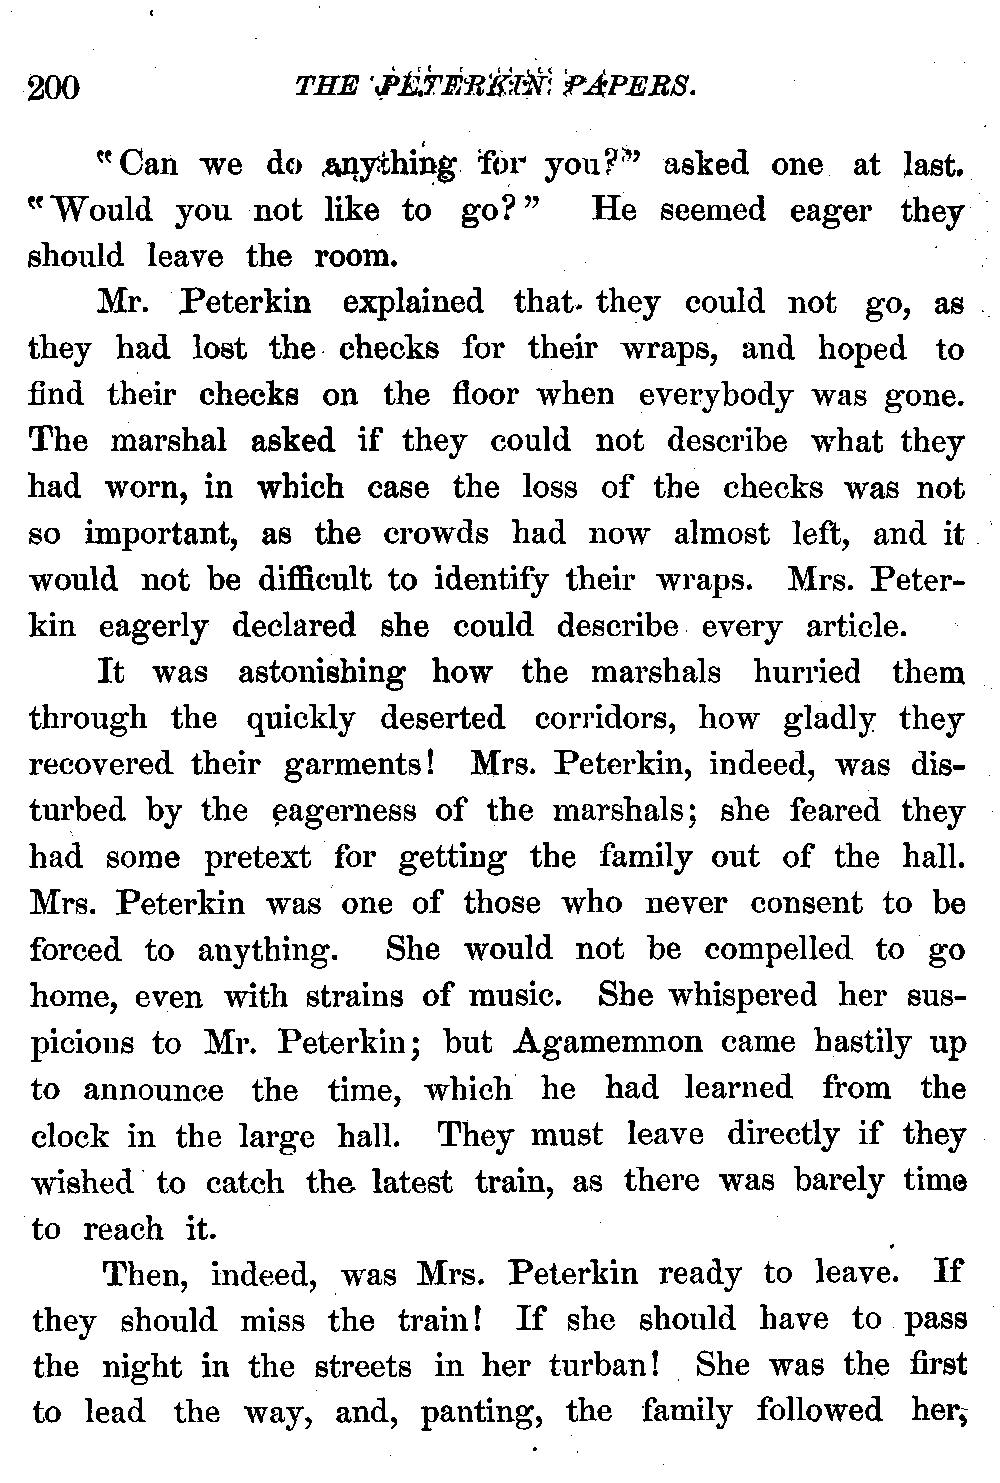 200 THE PETERKIN PAPERS.
"Can we do anything for you?" asked one at last.
"Would you not like to go?" He seemed eager they
should leave the room.
Mr. Peterkin explained that they could not go, as
they had lost the checks for their wraps, and hoped to
find their checks on the floor when everybody was gone.
The marshal asked if they could not describe what they
had worn, in which case the loss of the checks was not
so important, as the crowds had now almost left, and it
would not be difficult to identify their wraps. Mrs. Peter-
kin eagerly declared she could describe every article.
It was astonishing how the marshals hurried them
through the quickly deserted corridors, how gladly they
recovered their garments! Mrs. Peterkin, indeed, was dis-
turbed by the eagerness of the marshals; she feared they
had some pretext for getting the family out of the hall.
Mrs. Peterkin was one of those who never consent to be
forced to anything. She would not be compelled to go
home, even with strains of music. She whispered her sus-
picions to Mr. Peterkin; but Agamemnon came hastily up
to announce the time, which he had learned from the
clock in the large hall. They must leave directly if they
wished to catch the latest train, as there was barely time
to reach it.
Then, indeed, was Mrs. Peterkin ready to leave. If
they should miss the train! If she should have to pass
the night in the streets in her turban! She was the first
to lead the way, and, panting, the family followed her,